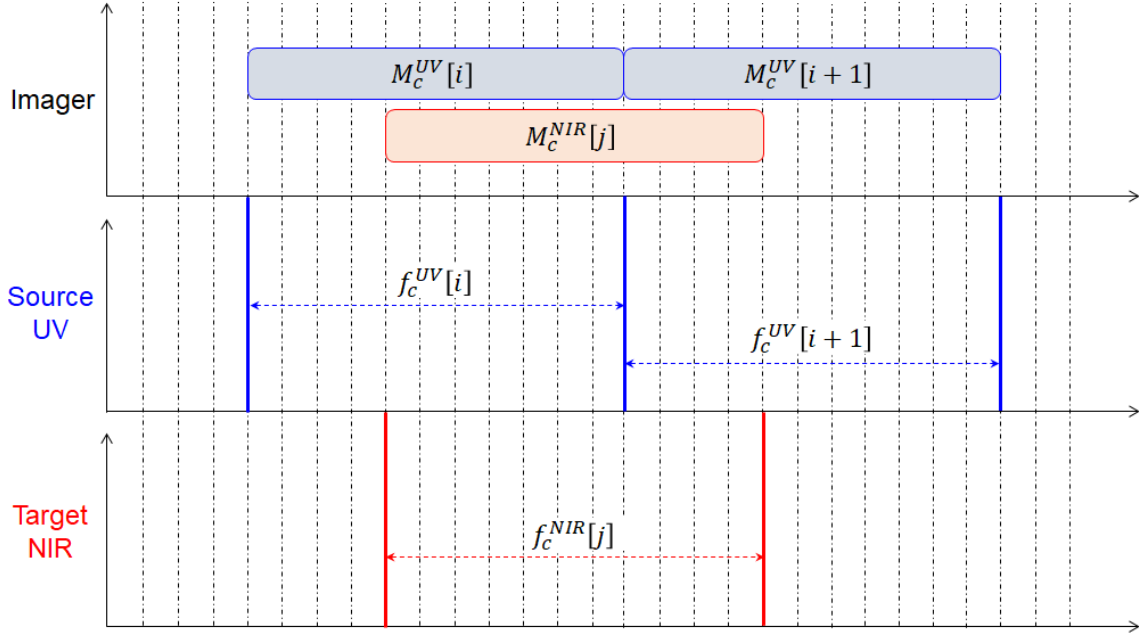 M_c^{UV}[i]
M_c^{UV}[i + 1]
Imager
M_c^{NIR}[j]
Source
UV
f_c^{UV}[i]
f_c^{UV}[i + 1]
Target
NIR
f_c^{NIR}[j]